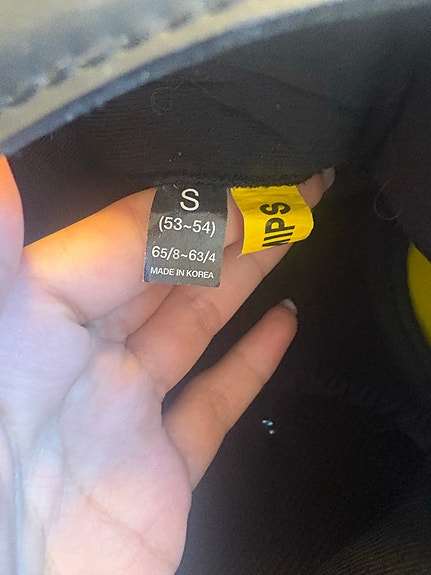 S
(53~54)
65/8~63/4
MADE IN KOREA
MIPS